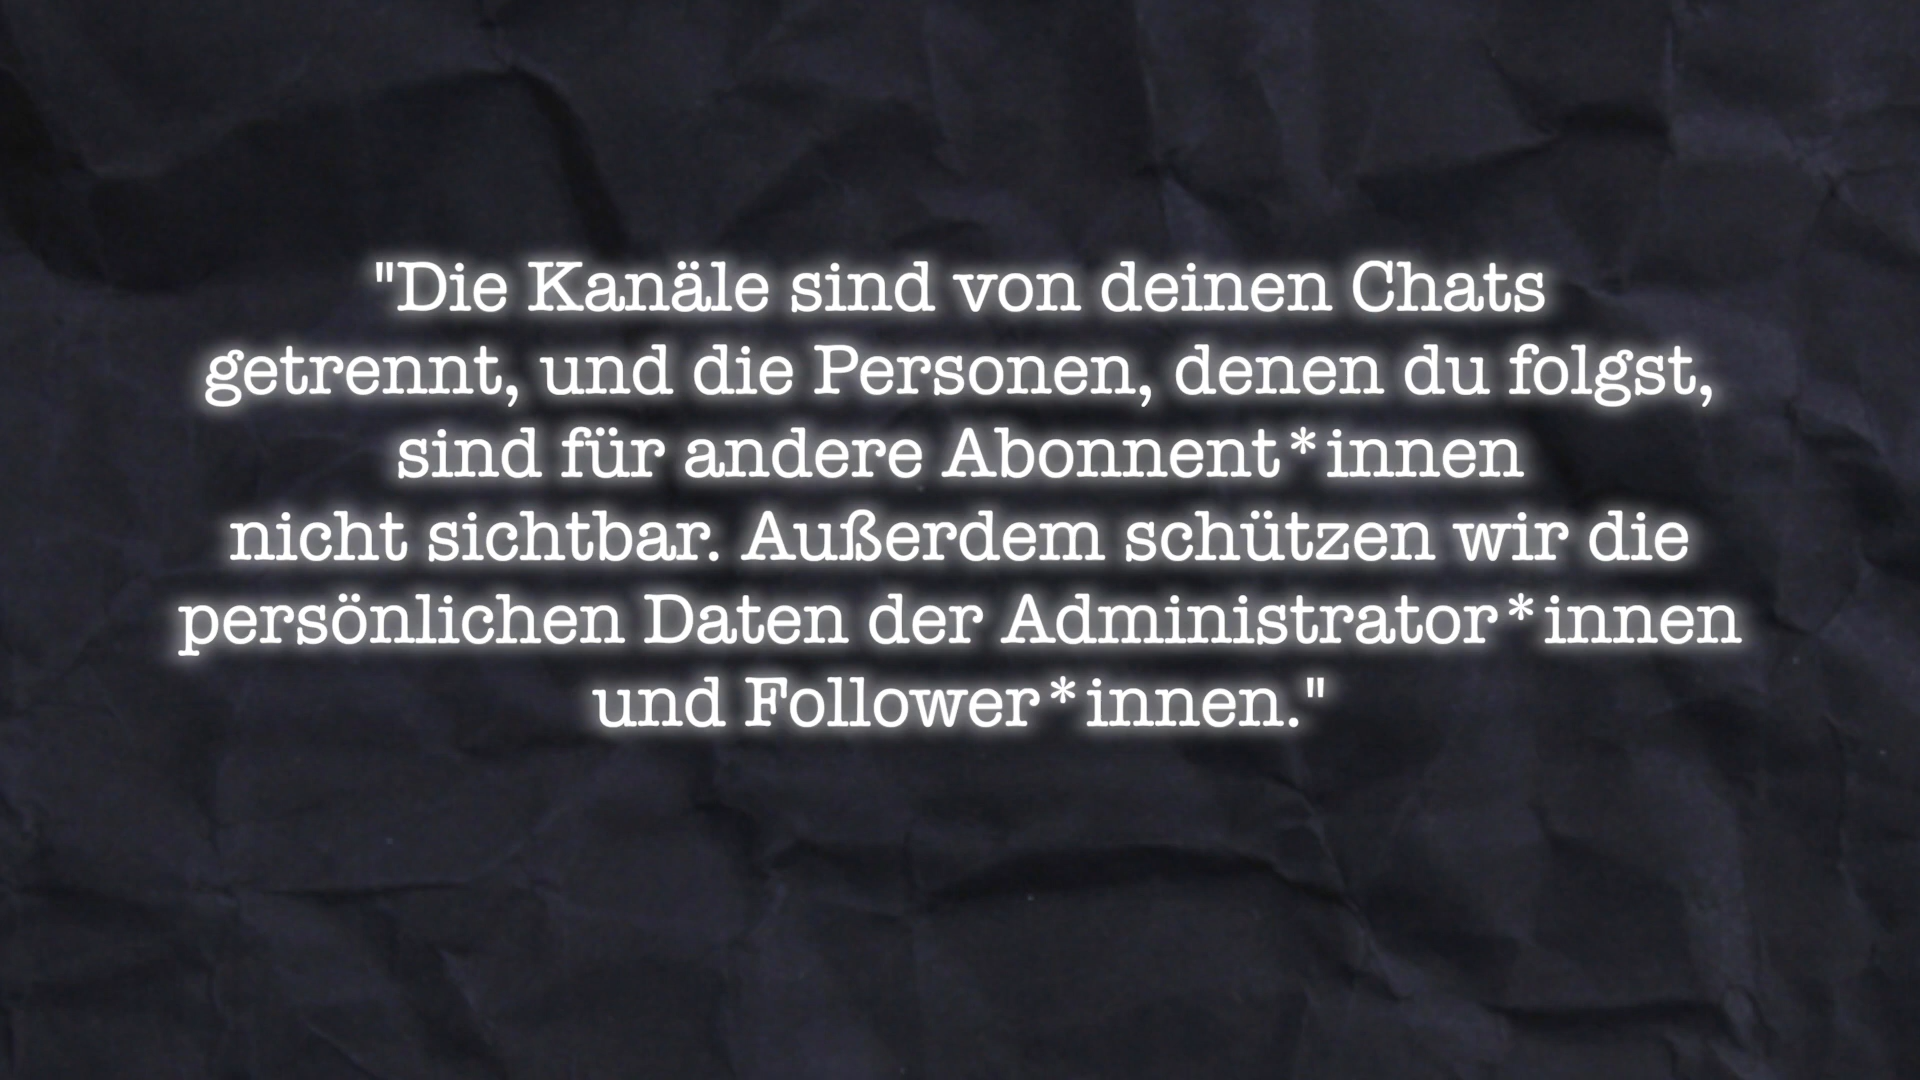 "Die Kanäle sind von deinen Chats
getrennt, und die Personen, denen du folgst,
sind für andere Abonnent*innen
nicht sichtbar. Außerdem schützen wir die
persönlichen Daten der Administrator*innen
und Follower*innen."